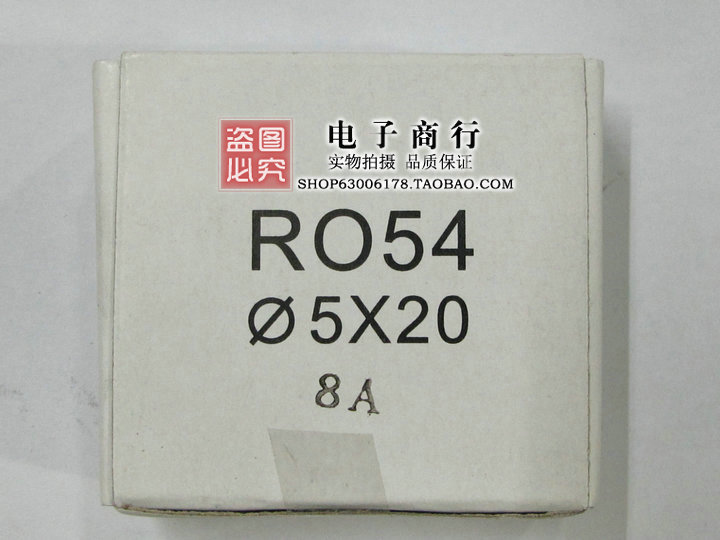 盗图
必究
电子商行
实物拍摄 品质保证
SHOP63006178.TAOBAO.COM
RO54
Ø5X20
8A